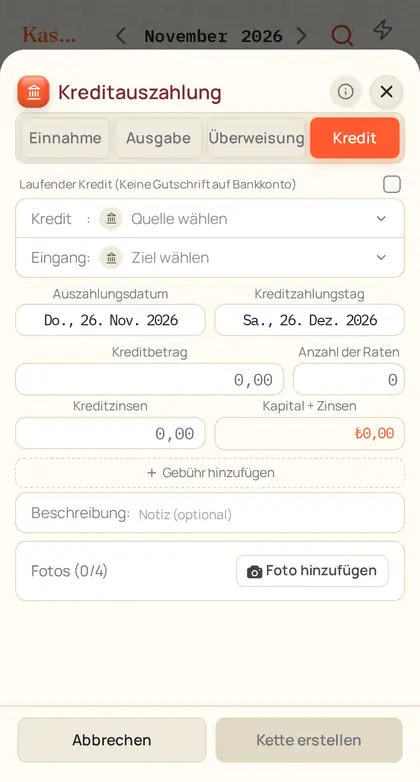 Kas...
November 2026
Kreditauszahlung
Einnahme
Ausgabe
Überweisung
Kredit
Laufender Kredit (Keine Gutschrift auf Bankkonto)
Kredit : Quelle wählen
Eingang: Ziel wählen
Auszahlungsdatum
Kreditzahlungstag
Do., 26. Nov. 2026
Sa., 26. Dez. 2026
Kreditbetrag
Anzahl der Raten
0,00
0
Kreditzinsen
Kapital + Zinsen
0,00
₺0,00
+ Gebühr hinzufügen
Beschreibung: Notiz (optional)
Fotos (0/4)
Foto hinzufügen
Abbrechen
Kette erstellen